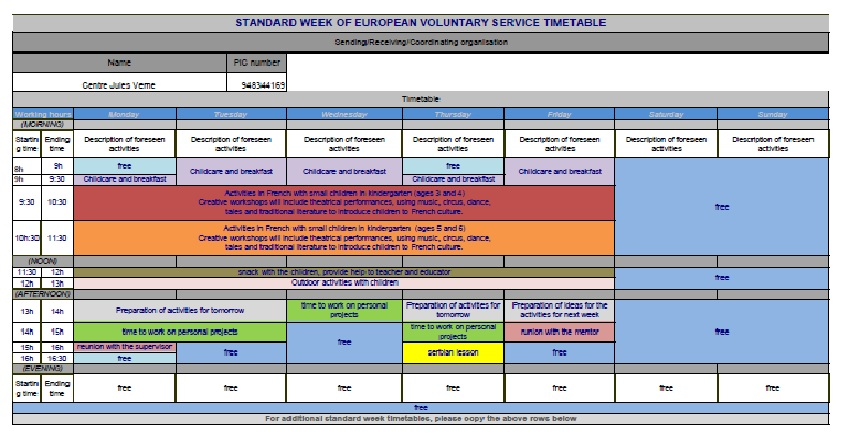 STANDARD WEEK OF EUROPEAN VOLUNTARY SERVICE TIMETABLE
Sending/Receiving/Coordinating organisation
Name PIC number
Centre Jules Verne
Timetable
Working hours Monday Tuesday Wednesday Thursday Friday Saturday Sunday
(MORNING)
Starting time Ending time Description of foreseen activities Description of foreseen activities Description of foreseen activities Description of foreseen activities Description of foreseen activities Description of foreseen activities Description of foreseen activities
8h 9h free Childcare and breakfast Childcare and breakfast free Childcare and breakfast
9h 9:30 Childcare and breakfast Childcare and breakfast
9:30 10:30 Activities in French with small children in kindergarten (ages 3 and 4)
Creative workshops will include theatrical performances, using music, circus, dance,
tales and traditional literature to introduce children to French culture.
free
10h:30 11:30 Activities in French with small children in kindergarten (ages 5 and 6)
Creative workshops will include theatrical performances, using music, circus, dance,
tales and traditional literature to introduce children to French culture.
(NOON)
11:30 12h snack with the children, provide help to teacher and educator
free
12h 13h Outdoor activities with children
(AFTERNOON)
13h 14h Preparation of activities for tomorrow time to work on personal projects Preparation of activities for tomorrow Preparation of ideas for the activities for next week
14h 15h time to work on personal projects free time to work on personal projects runion with the mentor free
15h 16h reunion with the supervisor free serbian lession free
16h 16:30 free
(EVENING)
Starting time Ending time free free free free free free free
free
For additional standard week timetables, please copy the above rows below